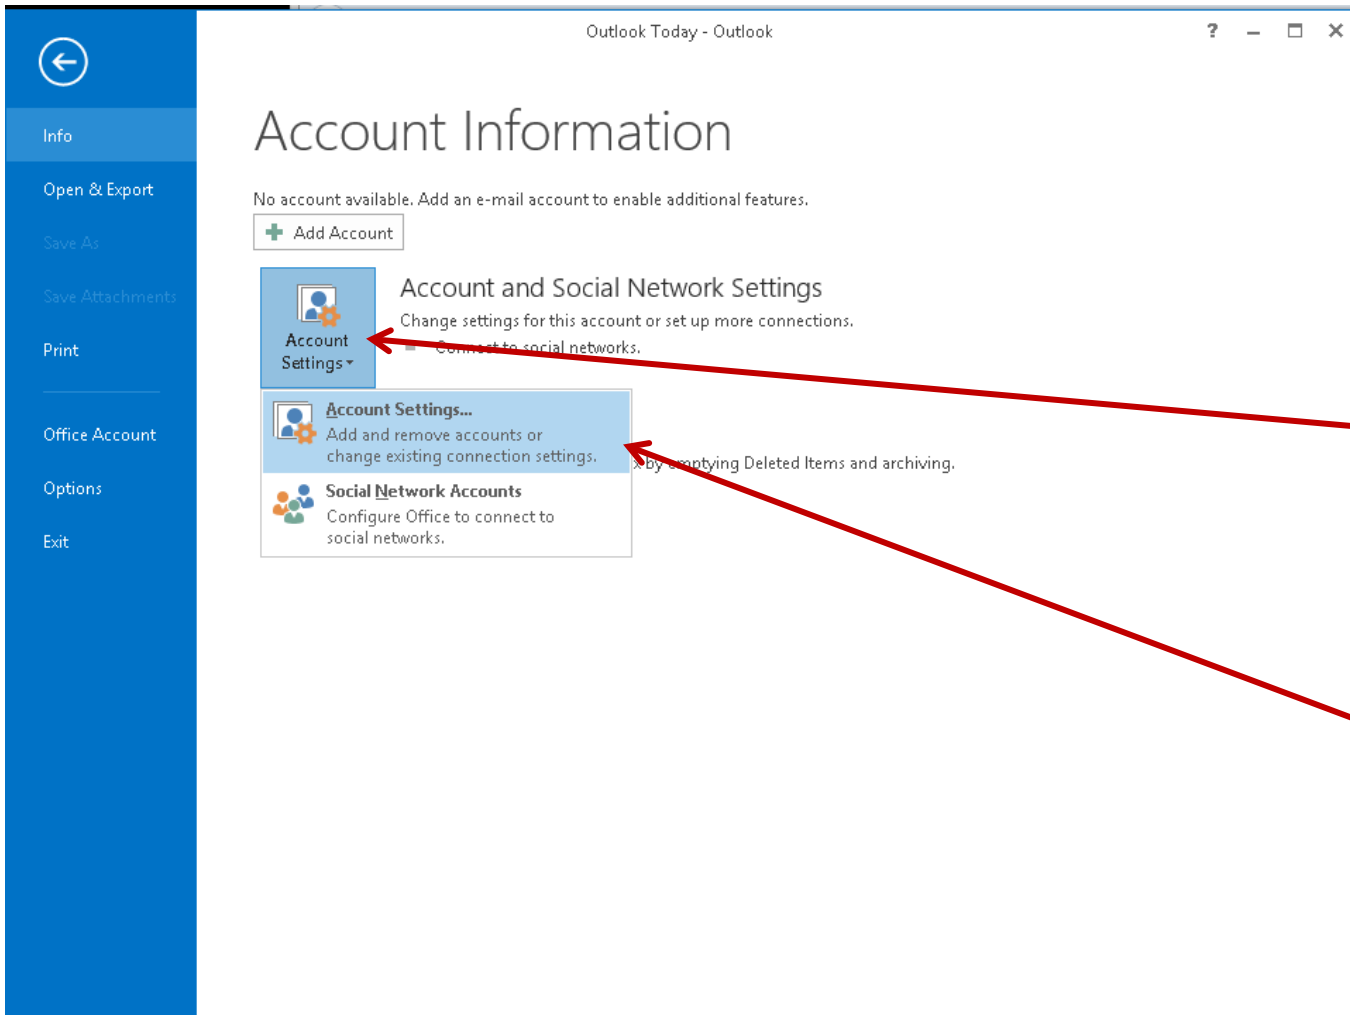 Outlook Today - Outlook
?
Info
Open & Export
Save As
Save Attachments
Print
Office Account
Options
Exit
Account Information
No account available. Add an e-mail account to enable additional features.
Add Account
Account
Settings
Account and Social Network Settings
Change settings for this account or set up more connections.
Connect to social networks.
Account Settings...
Add and remove accounts or
change existing connection settings.
x by emptying Deleted Items and archiving.
Social Network Accounts
Configure Office to connect to
social networks.